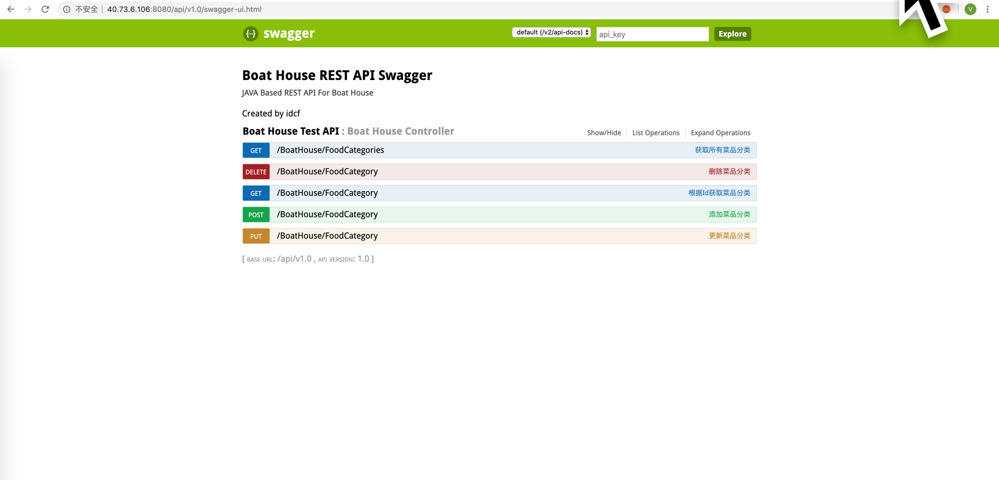 不安全 40.73.6.106:8080/api/v1.0/swagger-ui.html V
{···} swagger default (/v2/api-docs) api_key Explore
Boat House REST API Swagger
JAVA Based REST API For Boat House
Created by idcf
Boat House Test API : Boat House Controller Show/Hide List Operations Expand Operations
GET /BoatHouse/FoodCategories 获取所有菜品分类
DELETE /BoatHouse/FoodCategory 删除菜品分类
GET /BoatHouse/FoodCategory 根据Id获取菜品分类
POST /BoatHouse/FoodCategory 添加菜品分类
PUT /BoatHouse/FoodCategory 更新菜品分类
[ BASE URL: /api/v1.0 , API VERSION: 1.0 ]